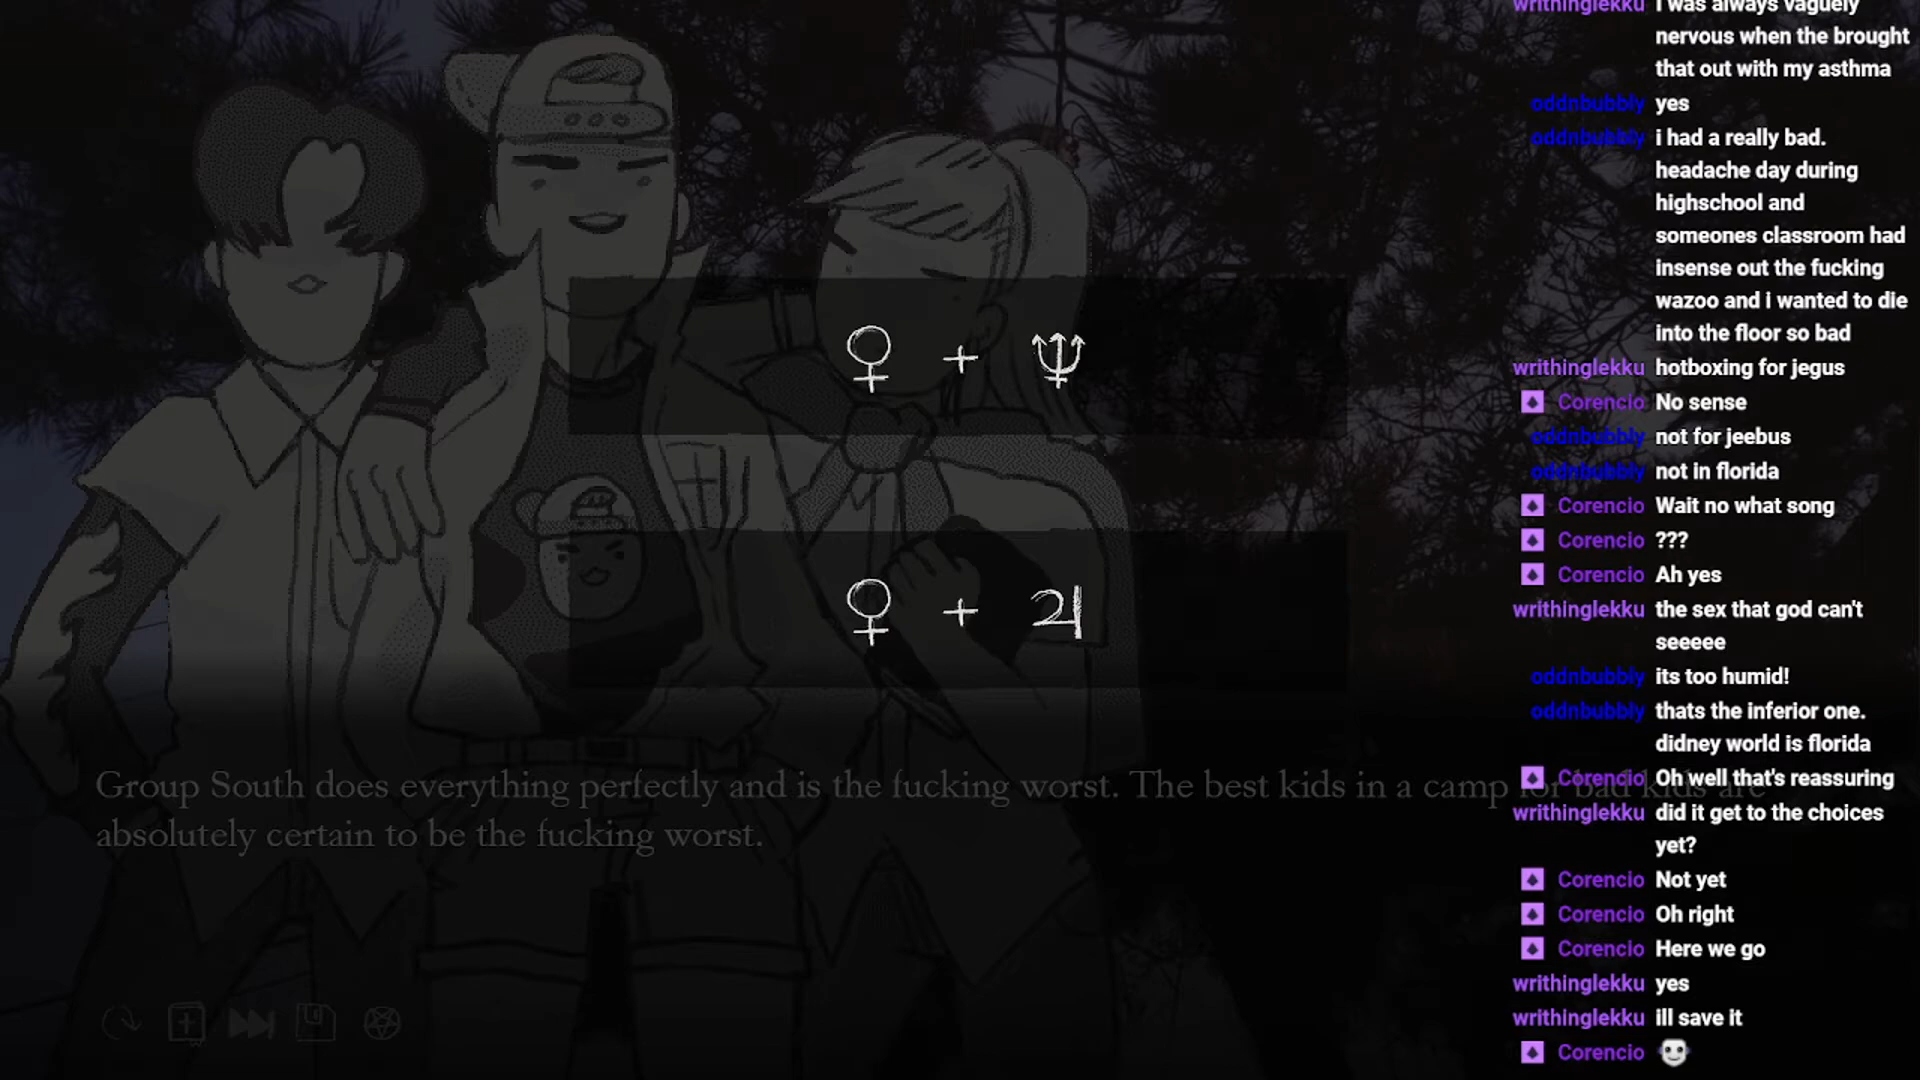 ♀ + ♆
♀ + ♃
Group South does everything perfectly and is the fucking worst. The best kids in a camp for bad kids are
absolutely certain to be the fucking worst.
writhinglekku i was always vaguely
nervous when the brought
that out with my asthma
oddnbubbly yes
oddnbubbly i had a really bad.
headache day during
highschool and
someones classroom had
insense out the fucking
wazoo and i wanted to die
into the floor so bad
writhinglekku hotboxing for jegus
Corencio No sense
oddnbubbly not for jeebus
oddnbubbly not in florida
Corencio Wait no what song
Corencio ???
Corencio Ah yes
writhinglekku the sex that god can't
seeeee
oddnbubbly its too humid!
oddnbubbly thats the inferior one.
didney world is florida
Corencio Oh well that's reassuring
writhinglekku did it get to the choices
yet?
Corencio Not yet
Corencio Oh right
Corencio Here we go
writhinglekku yes
writhinglekku ill save it
Corencio